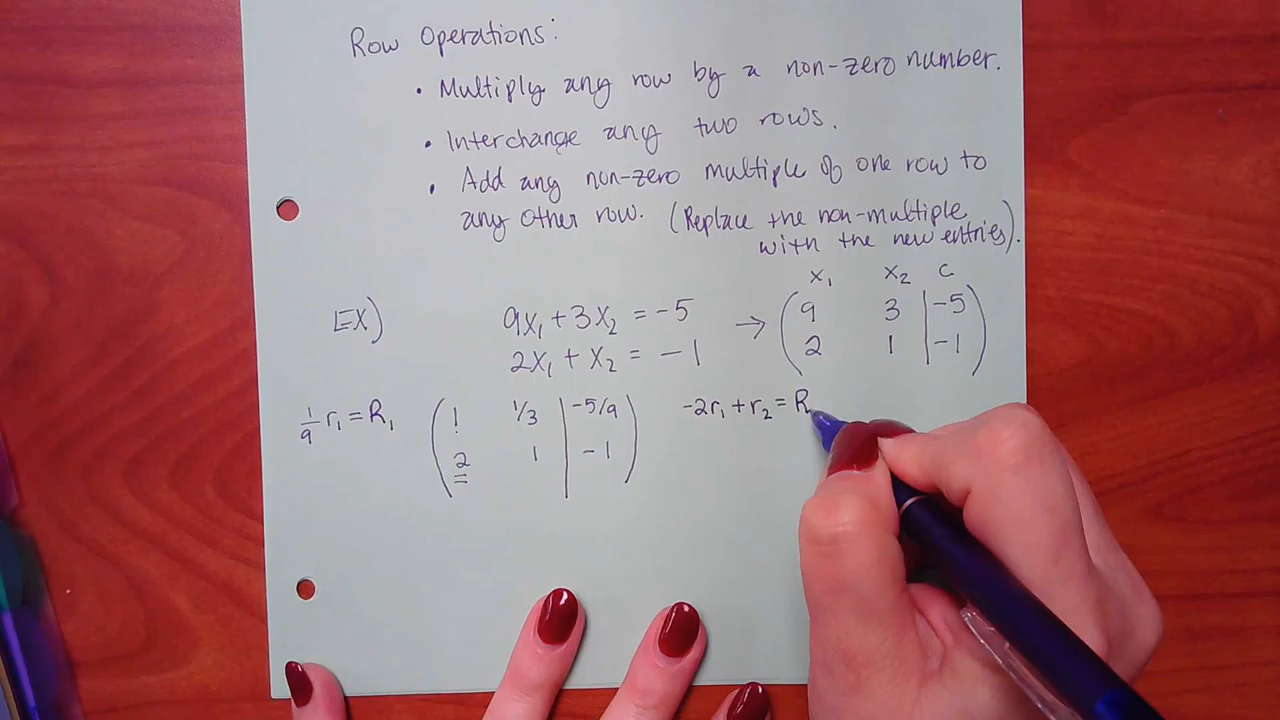 Row Operations:
• Multiply any row by a non-zero number.
• Interchange any two rows.
• Add any non-zero multiple of one row to
any other row. (Replace the non-multiple
with the new entries).
x₁ x₂ c
EX) 9x₁ + 3x₂ = -5 → ( 9 3 | -5 )
2x₁ + x₂ = -1 ( 2 1 | -1 )
1/9 r₁ = R₁ ( 1 1/3 | -5/9 ) -2r₁ + r₂ = R
( 2 1 | -1 )